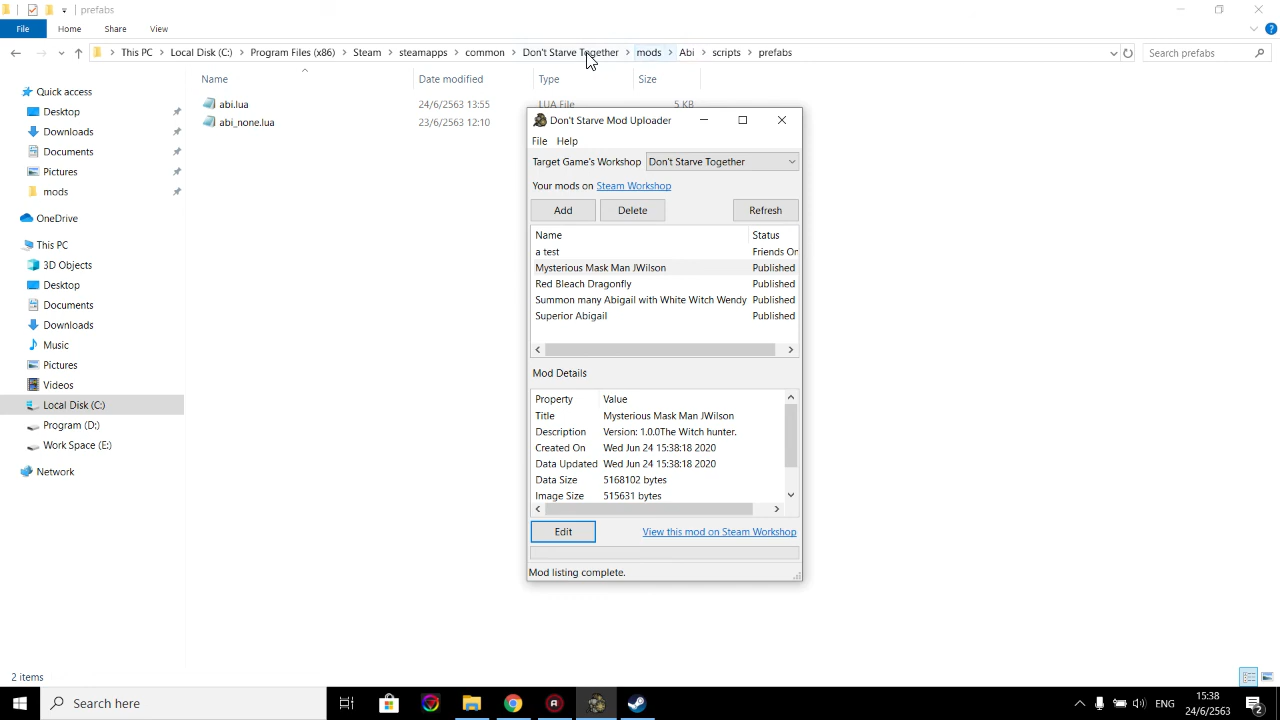 prefabs
File Home Share View
This PC Local Disk (C:) Program Files (x86) Steam steamapps common Don't Starve Together mods Abi scripts prefabs Search prefabs
Name Date modified Type Size
Quick access
Desktop
Downloads
Documents
Pictures
mods
OneDrive
This PC
3D Objects
Desktop
Documents
Downloads
Music
Pictures
Videos
Local Disk (C:)
Program (D:)
Work Space (E:)
Network
abi.lua 24/6/2563 13:55 LUA File 5 KB
abi_none.lua 23/6/2563 12:10
Don't Starve Mod Uploader
File Help
Target Game's Workshop Don't Starve Together
Your mods on Steam Workshop
Add Delete Refresh
Name Status
a test Friends On
Mysterious Mask Man JWilson Published
Red Bleach Dragonfly Published
Summon many Abigail with White Witch Wendy Published
Superior Abigail Published
Mod Details
Property Value
Title Mysterious Mask Man JWilson
Description Version: 1.0.0The Witch hunter.
Created On Wed Jun 24 15:38:18 2020
Data Updated Wed Jun 24 15:38:18 2020
Data Size 5168102 bytes
Image Size 515631 bytes
Edit View this mod on Steam Workshop
Mod listing complete.
2 items
Search here
ENG
15:38
24/6/2563
2